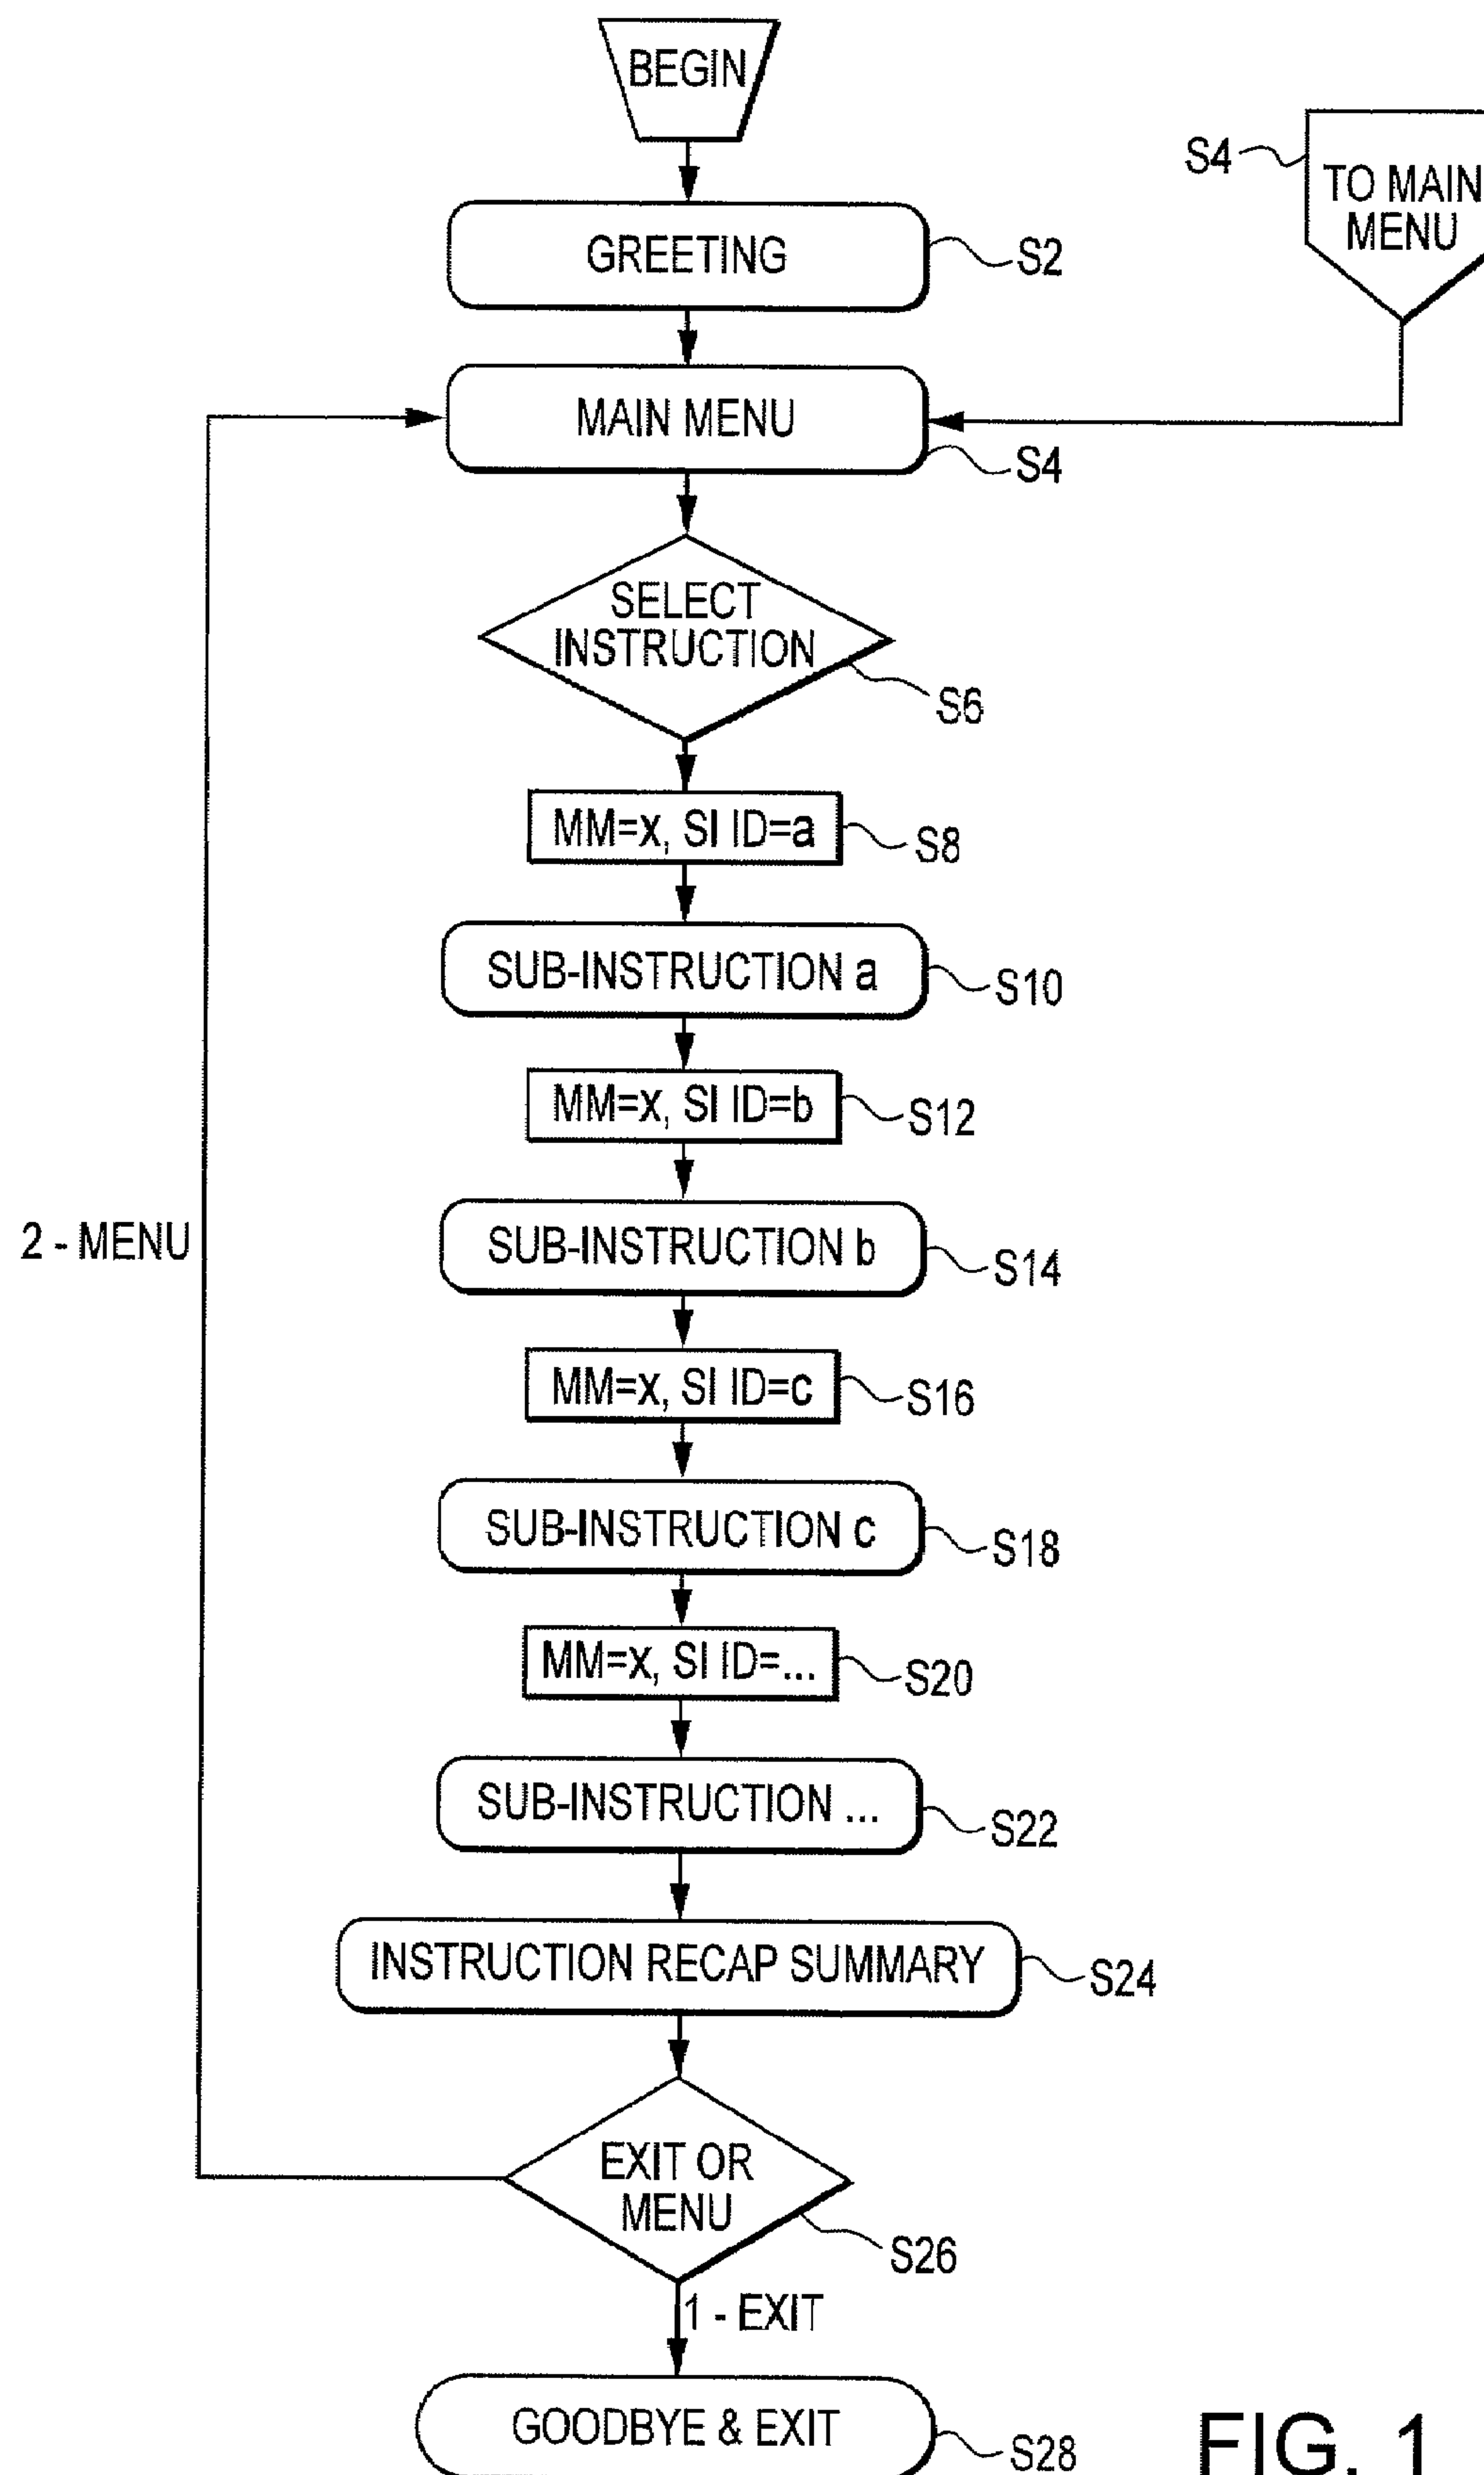 BEGIN
S4
TO MAIN
MENU
GREETING
S2
MAIN MENU
S4
SELECT
INSTRUCTION
S6
MM=x, SI ID=a
S8
SUB-INSTRUCTION a
S10
MM=x, SI ID=b
S12
2 - MENU
SUB-INSTRUCTION b
S14
MM=x, SI ID=c
S16
SUB-INSTRUCTION c
S18
MM=x, SI ID=...
S20
SUB-INSTRUCTION ...
S22
INSTRUCTION RECAP SUMMARY
S24
EXIT OR
MENU
S26
1 - EXIT
GOODBYE & EXIT
S28
FIG. 1